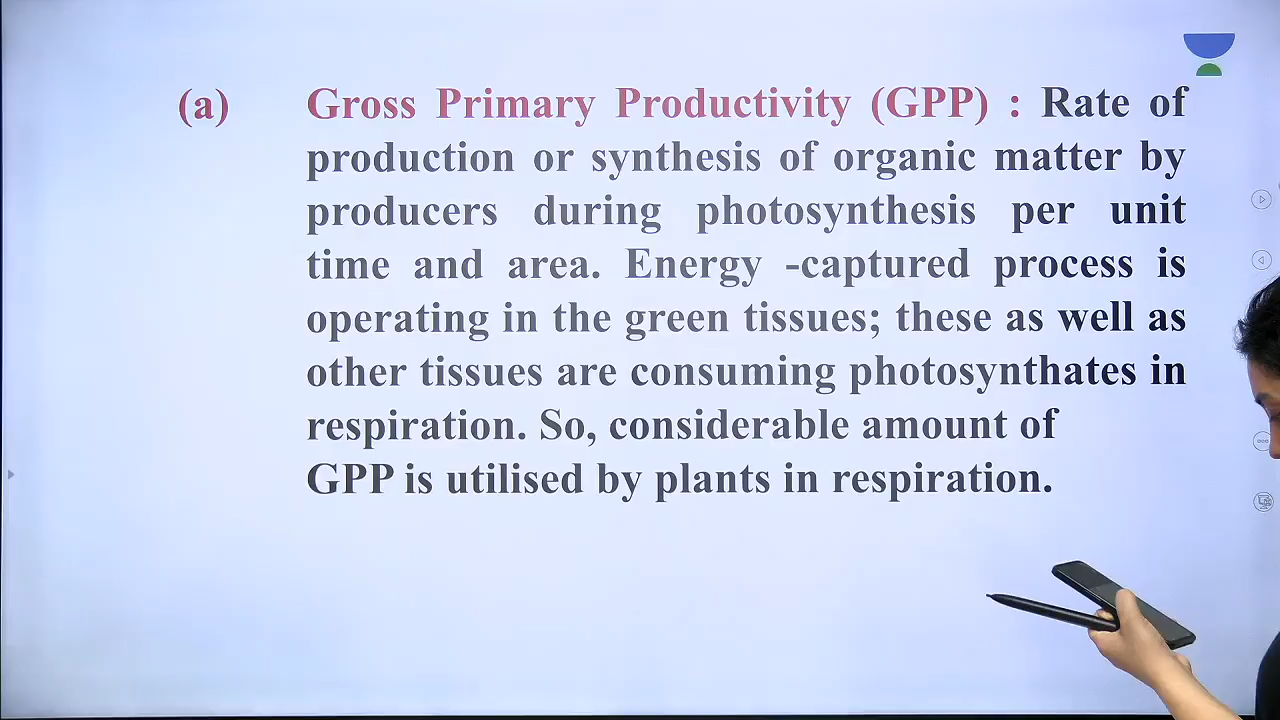 (a) Gross Primary Productivity (GPP) : Rate of
production or synthesis of organic matter by
producers during photosynthesis per unit
time and area. Energy -captured process is
operating in the green tissues; these as well as
other tissues are consuming photosynthates in
respiration. So, considerable amount of
GPP is utilised by plants in respiration.